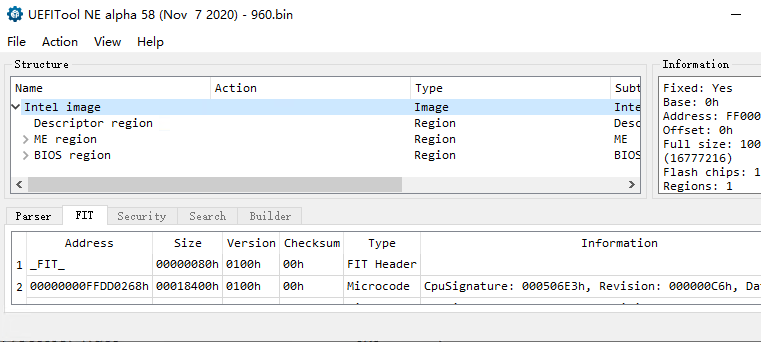 UEFITool NE alpha 58 (Nov 7 2020) - 960.bin
File Action View Help
Structure
Name Action Type Subt
Intel image Image Inte
Descriptor region Region Desc
ME region Region ME
BIOS region Region BIOS
Information
Fixed: Yes
Base: 0h
Address: FF000
Offset: 0h
Full size: 100
(16777216)
Flash chips: 1
Regions: 1
Parser FIT Security Search Builder
Address Size Version Checksum Type Information
1 _FIT_ 00000080h 0100h 00h FIT Header
2 00000000FFDD0268h 00018400h 0100h 00h Microcode CpuSignature: 000506E3h, Revision: 000000C6h, Dat